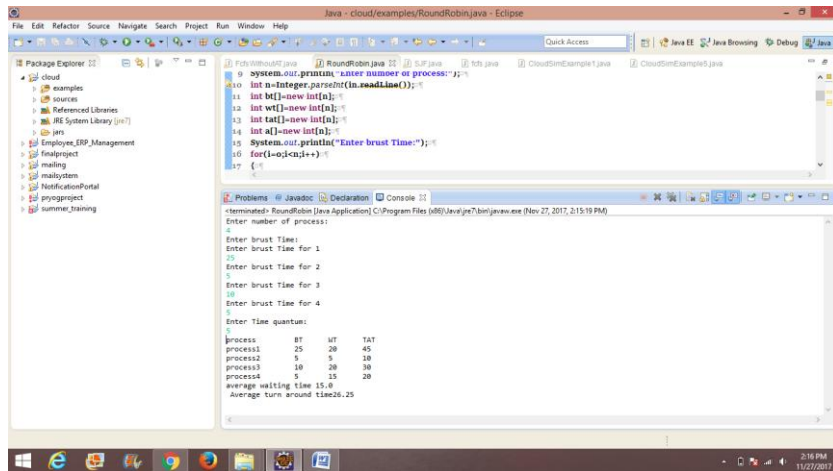 Java - cloud/examples/RoundRobin.java - Eclipse
File Edit Refactor Source Navigate Search Project Run Window Help
Quick Access Java EE Java Browsing Debug Java
Package Explorer
cloud
examples
sources
Referenced Libraries
JRE System Library [jre7]
jars
Employee_ERP_Management
finalproject
mailing
mailsystem
NotificationPortal
pryogproject
summer_training
FcfsWithoutAT.java RoundRobin.java SJF.java fcfs.java CloudSimExample1.java CloudSimExample5.java
9 System.out.println("Enter number of process:");
10 int n=Integer.parseInt(in.readLine());
11 int bt[]=new int[n];
12 int wt[]=new int[n];
13 int tat[]=new int[n];
14 int a[]=new int[n];
15 System.out.println("Enter brust Time:");
16 for(i=0;i<n;i++)
17 {
Problems Javadoc Declaration Console
<terminated> RoundRobin [Java Application] C:\Program Files (x86)\Java\jre7\bin\javaw.exe (Nov 27, 2017, 2:15:19 PM)
Enter number of process:
4
Enter brust Time:
Enter brust Time for 1
25
Enter brust Time for 2
5
Enter brust Time for 3
10
Enter brust Time for 4
5
Enter Time quantum:
5
process BT WT TAT
process1 25 20 45
process2 5 5 10
process3 10 20 30
process4 5 15 20
average waiting time 15.0
Average turn around time26.25
2:16 PM
11/27/2017